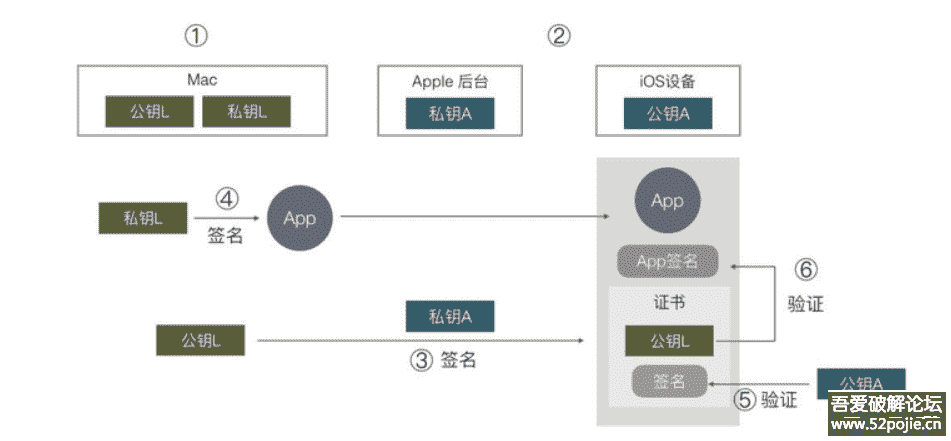 ① ②
Mac
公钥L 私钥L
Apple 后台
私钥A
iOS设备
公钥A
私钥L
④
签名
App
App
App签名
⑥
验证
证书
公钥L
私钥A
③ 签名
公钥L
签名
⑤ 验证
公钥A
吾爱破解论坛
www.52pojie.cn